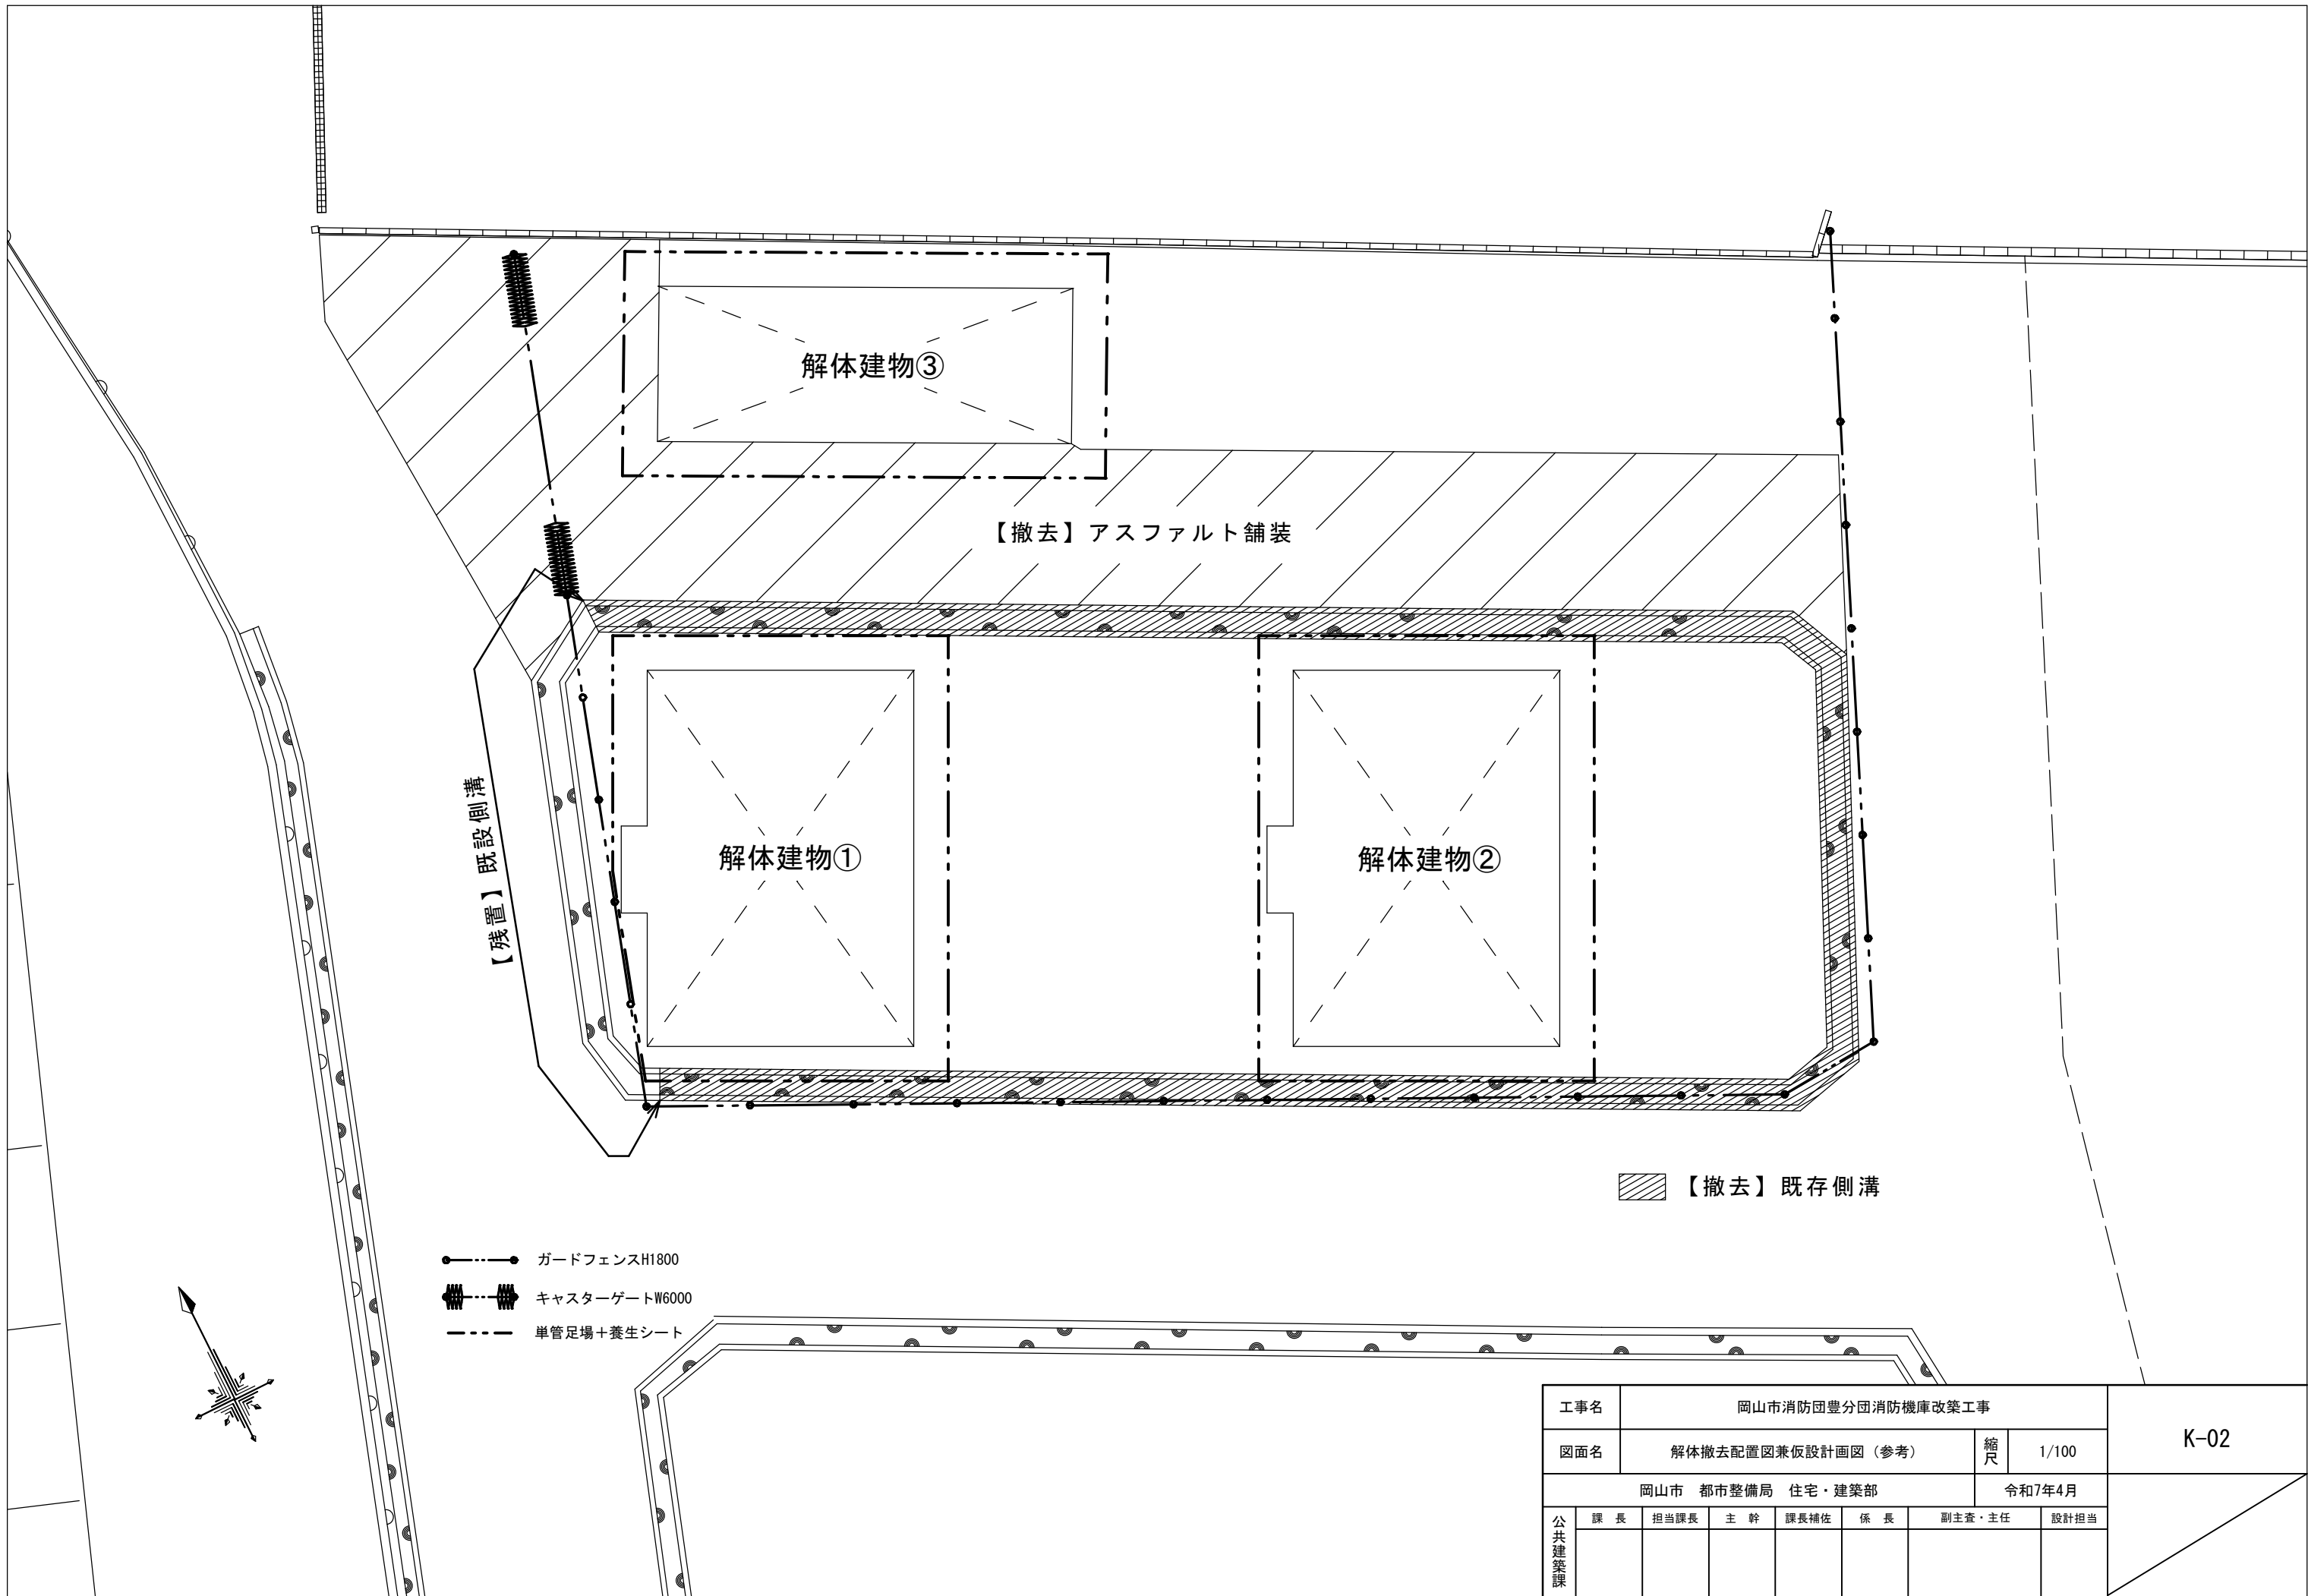 解体建物③
【撤去】アスファルト舗装
【残置】既設側溝
解体建物①
解体建物②
【撤去】既存側溝
ガードフェンスH1800
キャスターゲートW6000
単管足場＋養生シート
工事名 岡山市消防団豊分団消防機庫改築工事
K-02
図面名 解体撤去配置図兼仮設計画図（参考） 縮尺 1/100
岡山市 都市整備局 住宅・建築部 令和7年4月
公共建築課 課 長 担当課長 主 幹 課長補佐 係 長 副主査・主任 設計担当